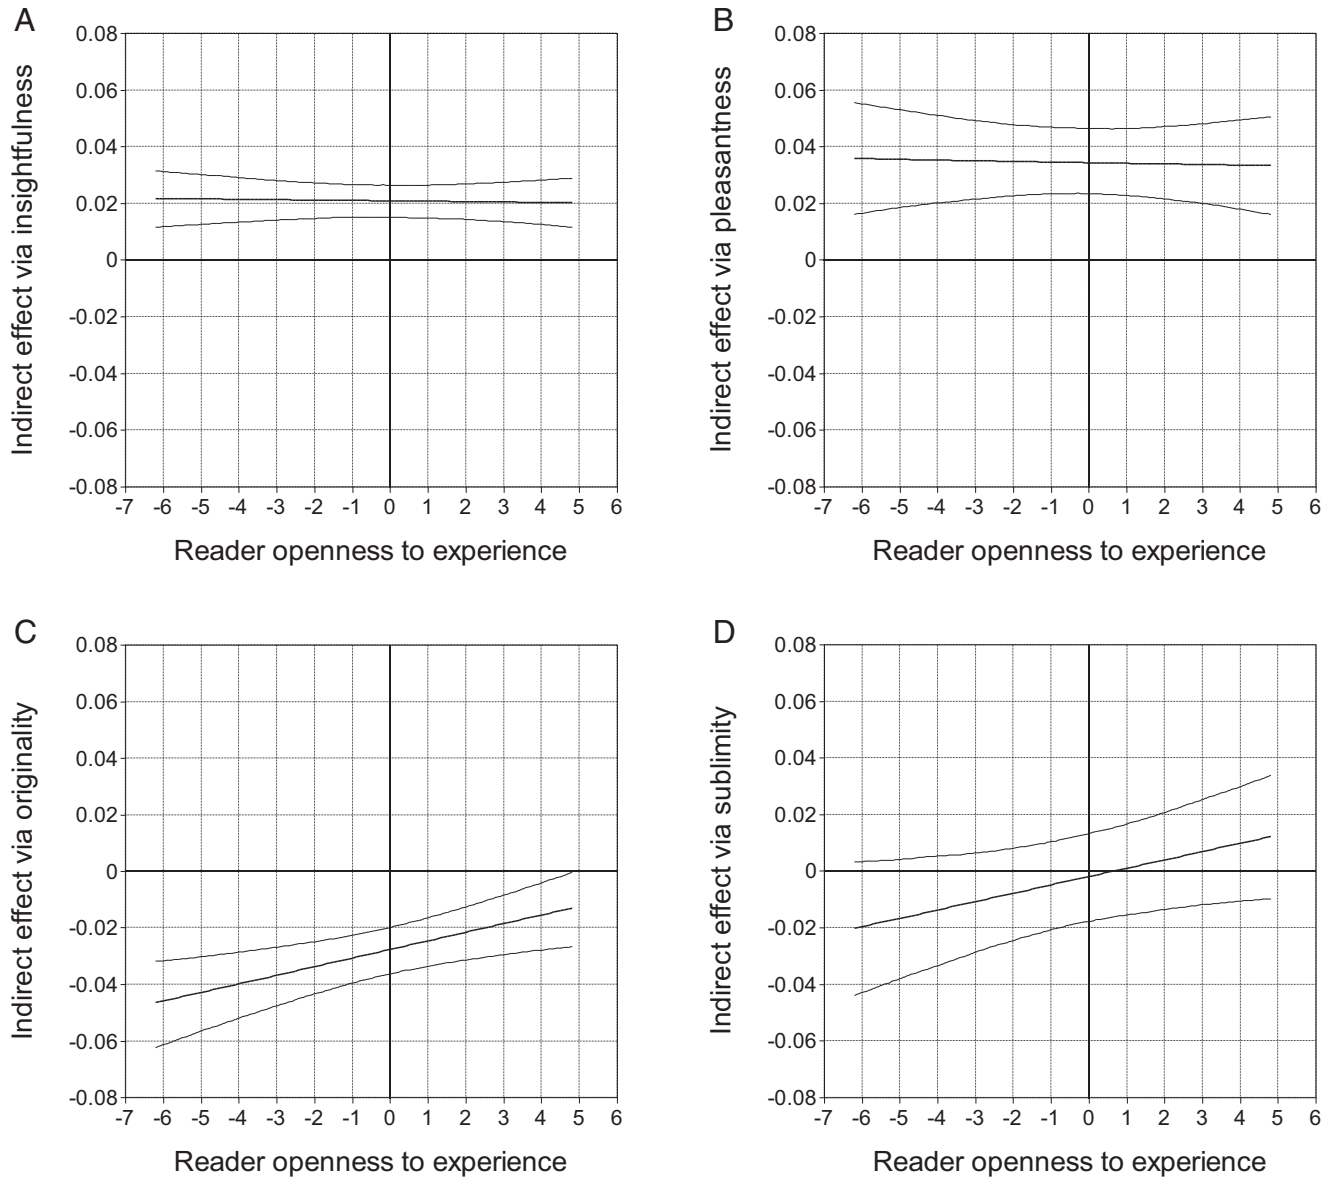 A
Indirect effect via insightfulness
0.08
0.06
0.04
0.02
0
-0.02
-0.04
-0.06
-0.08
-7 -6 -5 -4 -3 -2 -1 0 1 2 3 4 5 6
Reader openness to experience
B
Indirect effect via pleasantness
0.08
0.06
0.04
0.02
0
-0.02
-0.04
-0.06
-0.08
-7 -6 -5 -4 -3 -2 -1 0 1 2 3 4 5 6
Reader openness to experience
C
Indirect effect via originality
0.08
0.06
0.04
0.02
0
-0.02
-0.04
-0.06
-0.08
-7 -6 -5 -4 -3 -2 -1 0 1 2 3 4 5 6
Reader openness to experience
D
Indirect effect via sublimity
0.08
0.06
0.04
0.02
0
-0.02
-0.04
-0.06
-0.08
-7 -6 -5 -4 -3 -2 -1 0 1 2 3 4 5 6
Reader openness to experience